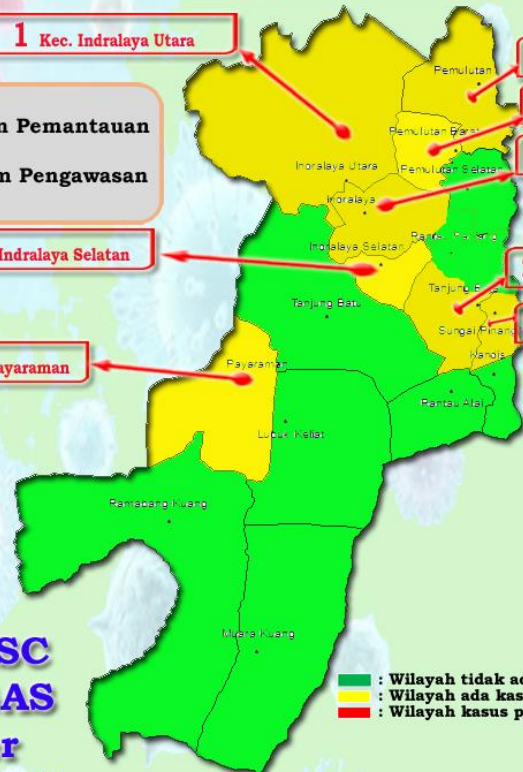 1 Kec. Indralaya Utara
n Pemantauan
n Pengawasan
Indralaya Selatan
ayaraman
Pemulutan
Pemulutan Barat
Indralaya Utara
Pemulutan Selatan
Indralaya
Indralaya Selatan
Tanjung Batu
Sungai Pinang
Kandis
Payaraman
Rantau Alai
Lubuk Keliat
Rambang Kuang
Muara Kuang
SC
AS
r
: Wilayah tidak ad
: Wilayah ada kas
: Wilayah kasus p